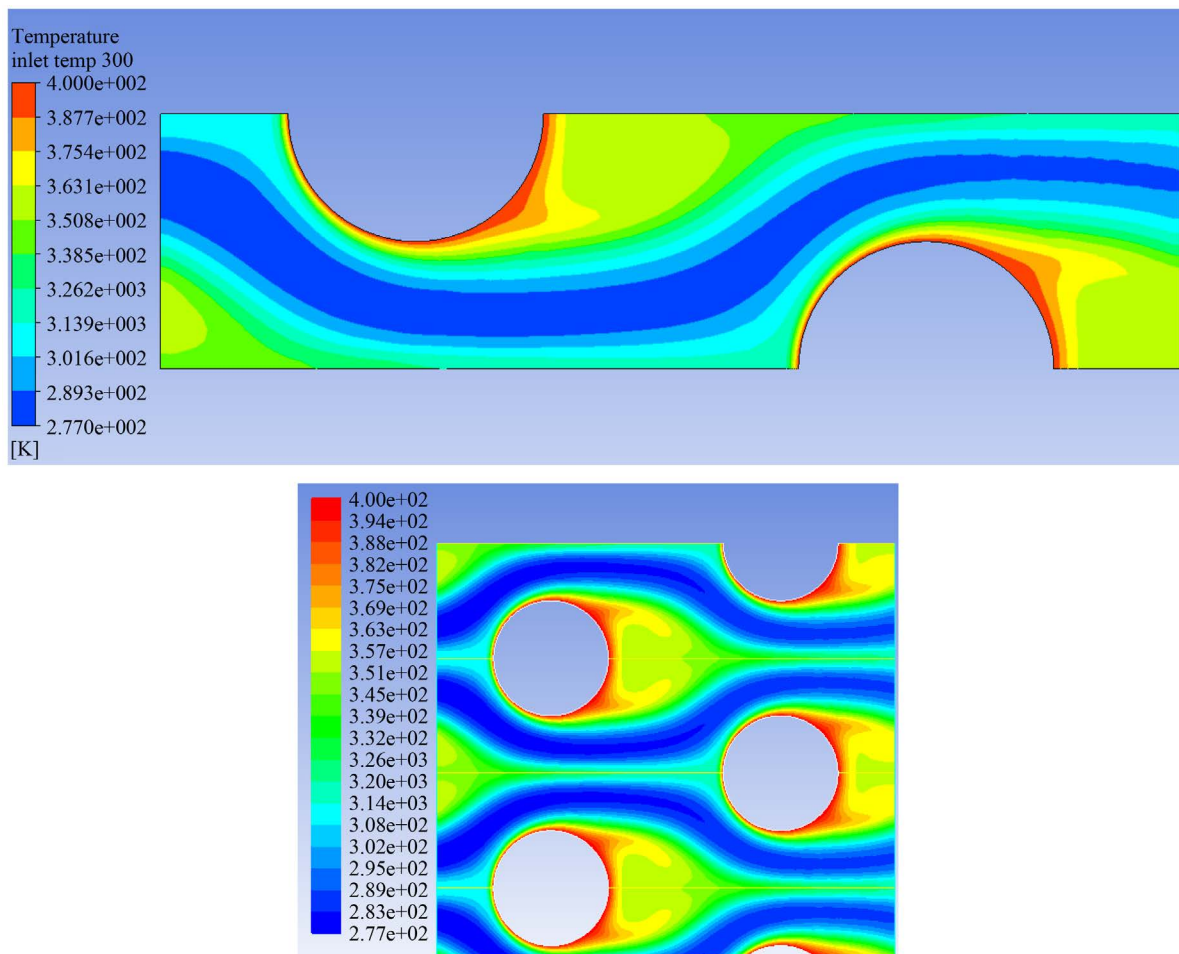 Temperature
inlet temp 300
4.000e+002
3.877e+002
3.754e+002
3.631e+002
3.508e+002
3.385e+002
3.262e+003
3.139e+003
3.016e+002
2.893e+002
2.770e+002
[K]
4.00e+02
3.94e+02
3.88e+02
3.82e+02
3.75e+02
3.69e+02
3.63e+02
3.57e+02
3.51e+02
3.45e+02
3.39e+02
3.32e+02
3.26e+03
3.20e+03
3.14e+03
3.08e+02
3.02e+02
2.95e+02
2.89e+02
2.83e+02
2.77e+02